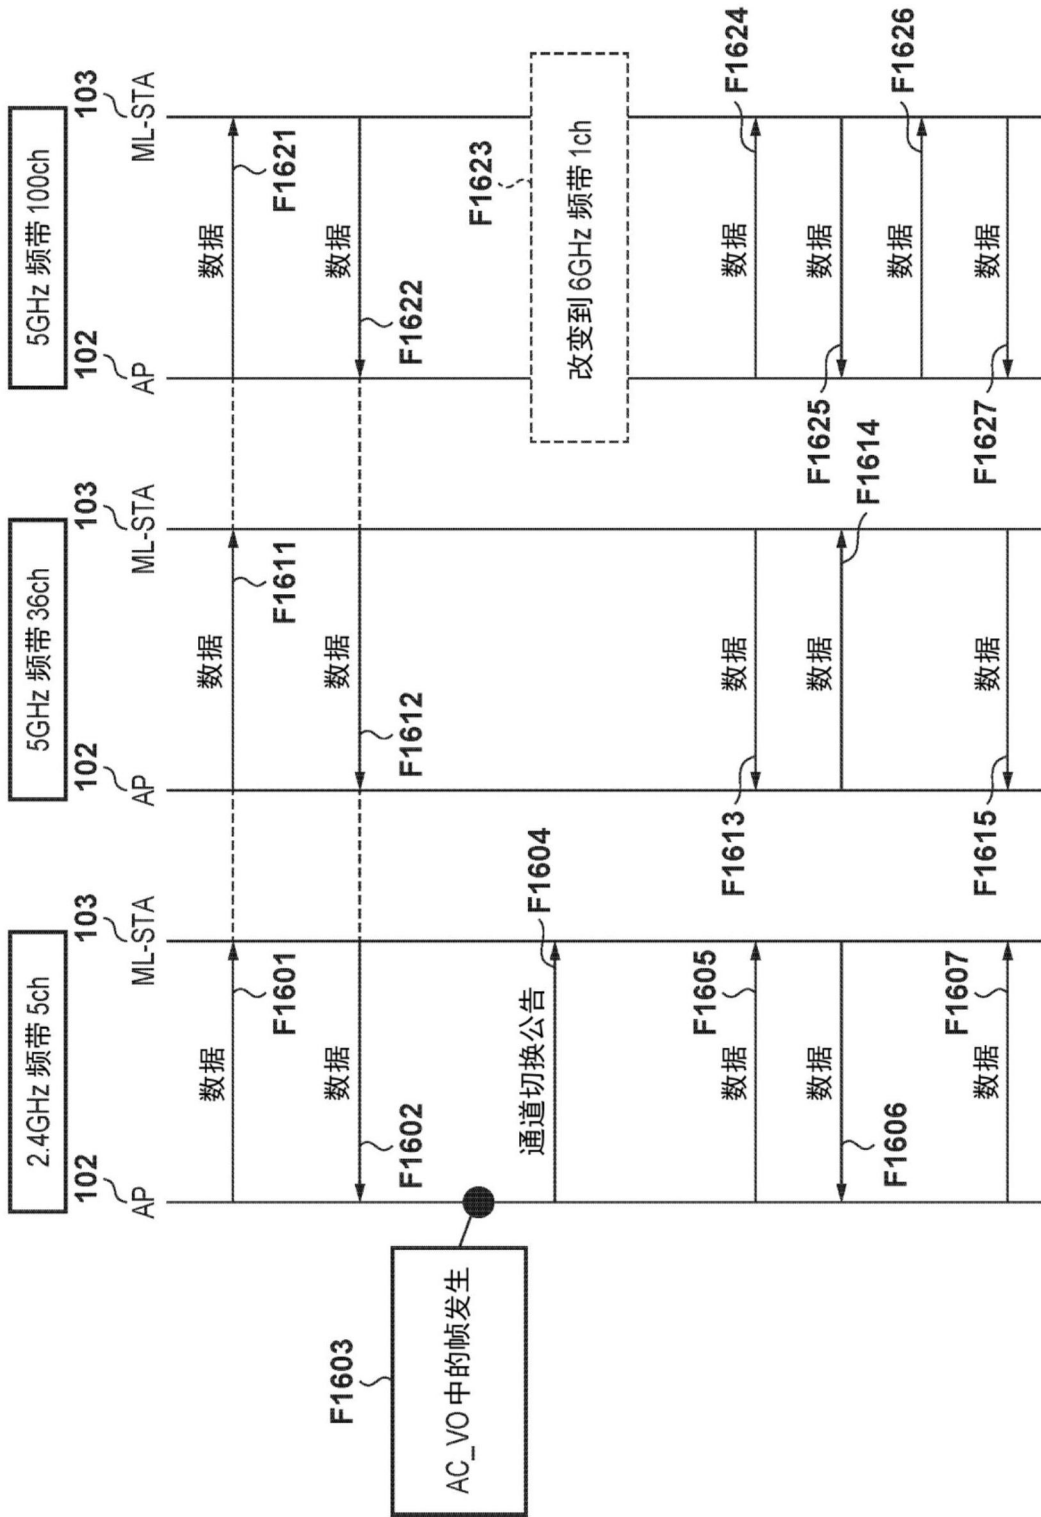 2.4GHz 频带 5ch
5GHz 频带 36ch
5GHz 频带 100ch
102
103
102
103
102
103
AP
ML-STA
AP
ML-STA
AP
ML-STA
数据
F1601
数据
F1611
数据
F1621
数据
F1602
数据
F1612
数据
F1622
F1603
AC_VO 中的帧发生
通道切换公告
F1604
F1623
改变到 6GHz 频带 1ch
数据
F1605
数据
F1613
数据
F1624
数据
F1606
数据
F1614
数据
F1625
F1626
数据
F1607
数据
F1615
数据
F1627